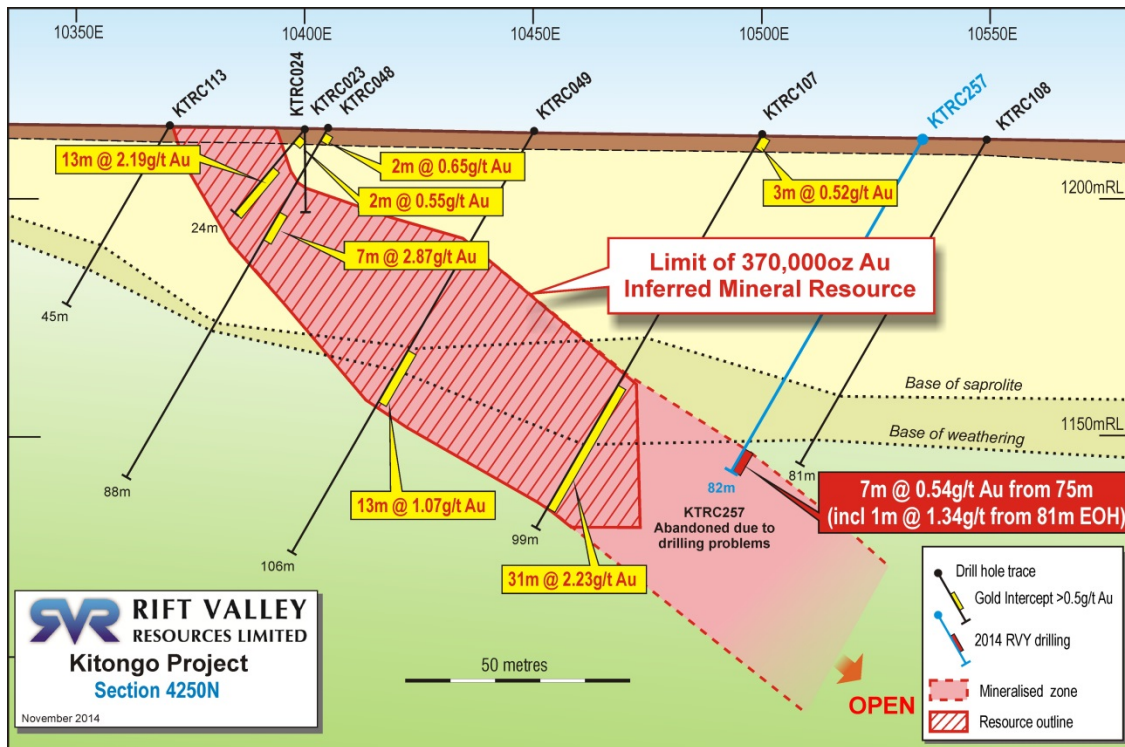 10350E
10400E
10450E
10500E
10550E
KTRC113
KTRC024
KTRC023
KTRC048
KTRC049
KTRC107
KTRC257
KTRC108
13m @ 2.19g/t Au
2m @ 0.65g/t Au
2m @ 0.55g/t Au
3m @ 0.52g/t Au
1200mRL
24m
7m @ 2.87g/t Au
Limit of 370,000oz Au
Inferred Mineral Resource
45m
Base of saprolite
1150mRL
Base of weathering
88m
82m
81m
7m @ 0.54g/t Au from 75m
(incl 1m @ 1.34g/t from 81m EOH)
KTRC257
Abandoned due to
drilling problems
13m @ 1.07g/t Au
99m
106m
31m @ 2.23g/t Au
Drill hole trace
Gold Intercept >0.5g/t Au
2014 RVY drilling
Mineralised zone
Resource outline
SVR
RIFT VALLEY
RESOURCES LIMITED
Kitongo Project
Section 4250N
November 2014
50 metres
OPEN